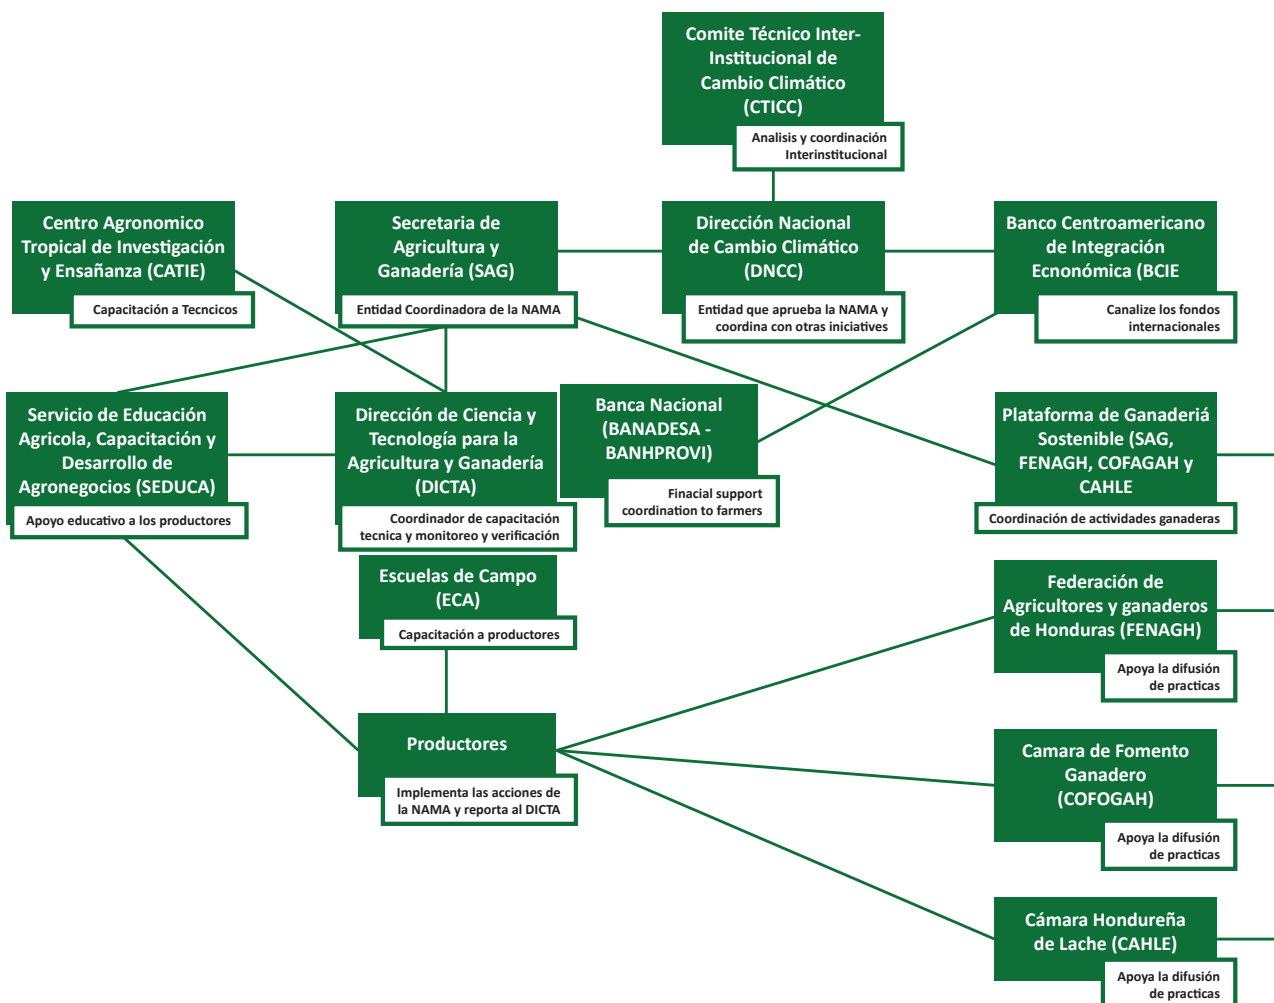 Comite Técnico Inter-
Institucional de
Cambio Climático
(CTICC)
Analisis y coordinación
Interinstitucional
Centro Agronomico
Tropical de Investigación
y Ensañanza (CATIE)
Capacitación a Tecncicos
Secretaria de
Agricultura y
Ganadería (SAG)
Entidad Coordinadora de la NAMA
Dirección Nacional
de Cambio Climático
(DNCC)
Entidad que aprueba la NAMA y
coordina con otras iniciatives
Banco Centroamericano
de Integración
Ecnonómica (BCIE
Canalize los fondos
internacionales
Servicio de Educación
Agricola, Capacitación y
Desarrollo de
Agronegocios (SEDUCA)
Apoyo educativo a los productores
Dirección de Ciencia y
Tecnología para la
Agricultura y Ganadería
(DICTA)
Coordinador de capacitación
tecnica y monitoreo y verificación
Banca Nacional
(BANADESA -
BANHPROVI)
Finacial support
coordination to farmers
Plataforma de Ganaderiá
Sostenible (SAG,
FENAGH, COFAGAH y
CAHLE
Coordinación de actividades ganaderas
Escuelas de Campo
(ECA)
Capacitación a productores
Federación de
Agricultores y ganaderos
de Honduras (FENAGH)
Apoya la difusión
de practicas
Productores
Implementa las acciones de
la NAMA y reporta al DICTA
Camara de Fomento
Ganadero
(COFOGAH)
Apoya la difusión
de practicas
Cámara Hondureña
de Lache (CAHLE)
Apoya la difusión
de practicas